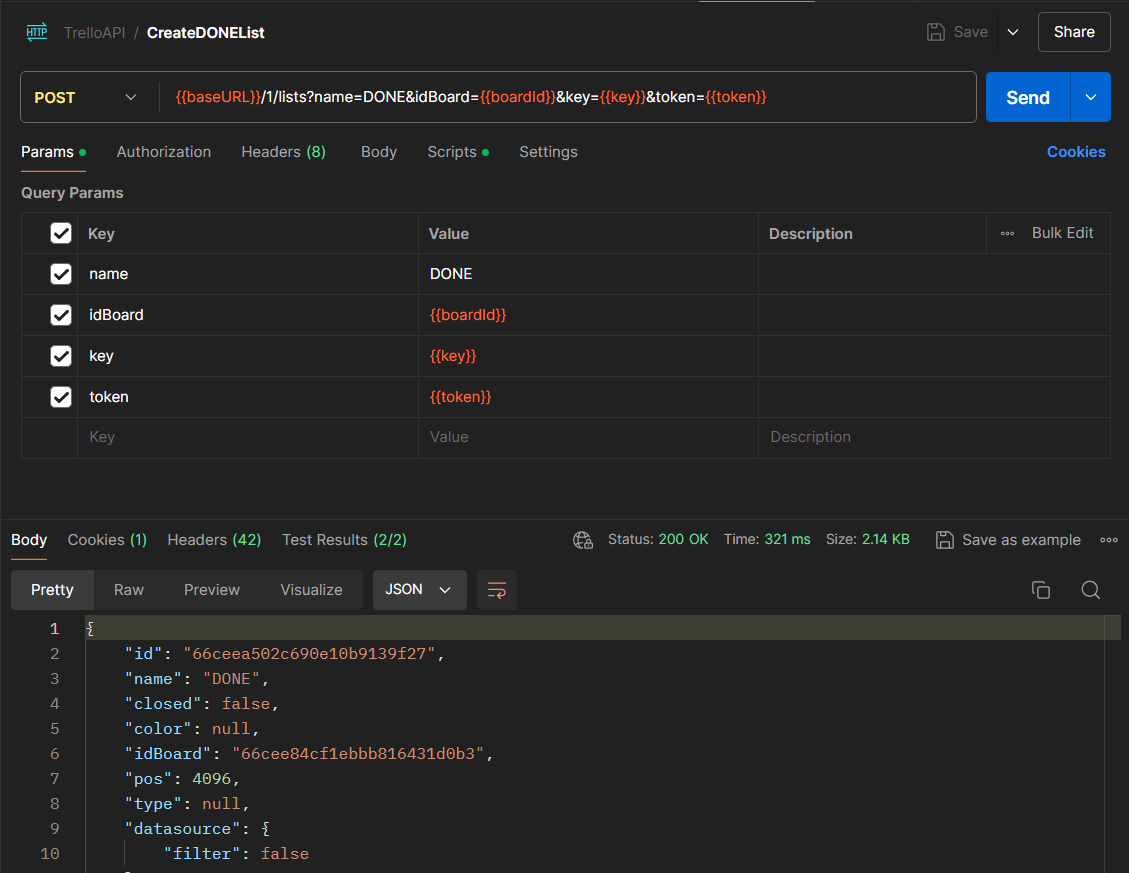 HTTP TrelloAPI / CreateDONEList Save Share
POST {{baseURL}}/1/lists?name=DONE&idBoard={{boardId}}&key={{key}}&token={{token}} Send
Params Authorization Headers (8) Body Scripts Settings Cookies
Query Params
Key Value Description Bulk Edit
name DONE
idBoard {{boardId}}
key {{key}}
token {{token}}
Key Value Description
Body Cookies (1) Headers (42) Test Results (2/2) Status: 200 OK Time: 321 ms Size: 2.14 KB Save as example
Pretty Raw Preview Visualize JSON
1 {
2 "id": "66ceea502c690e10b9139f27",
3 "name": "DONE",
4 "closed": false,
5 "color": null,
6 "idBoard": "66cee84cf1ebbb816431d0b3",
7 "pos": 4096,
8 "type": null,
9 "datasource": {
10 "filter": false